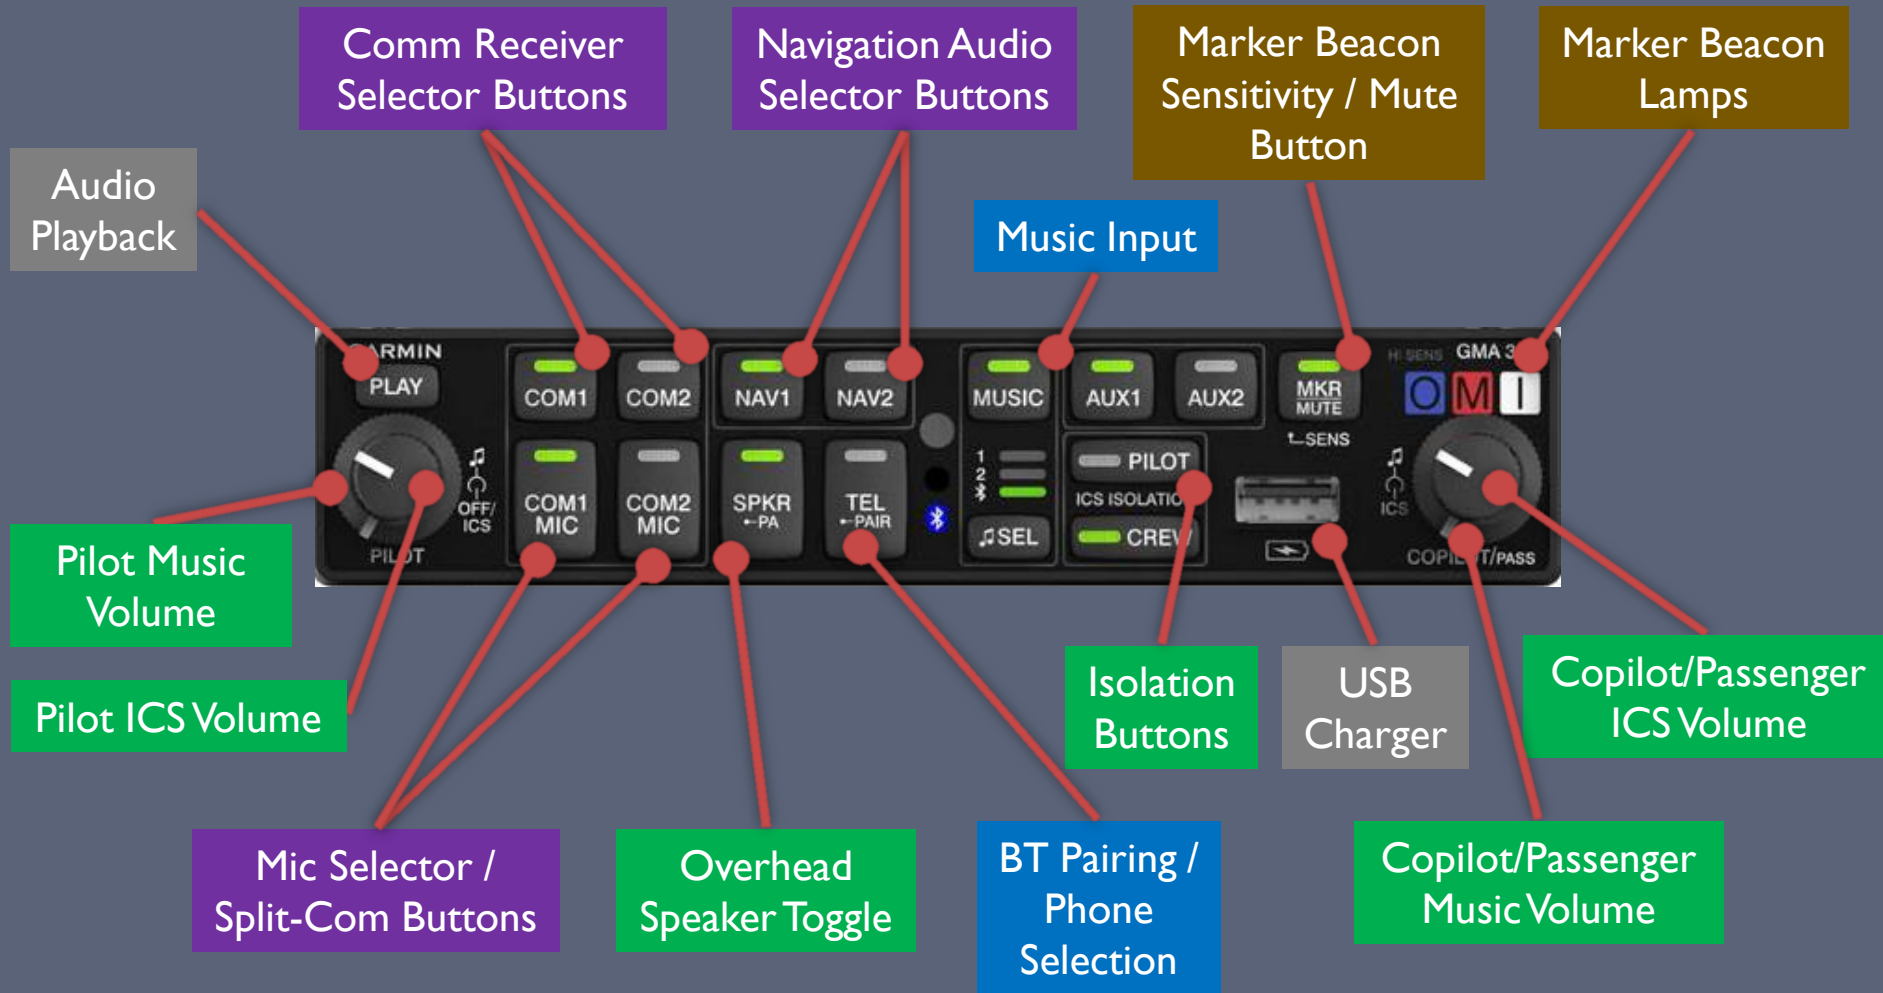 Comm Receiver
Selector Buttons
Navigation Audio
Selector Buttons
Marker Beacon
Sensitivity / Mute
Button
Marker Beacon
Lamps
Audio
Playback
Music Input
PLAY
COM1
COM2
NAV1
NAV2
MUSIC
AUX1
AUX2
MKR
MUTE
SENS
HI SENS
GMA
O M I
OFF/
ICS
PILOT
COM1
MIC
COM2
MIC
SPKR
PA
TEL
PAIR
1
2
SEL
PILOT
ICS ISOLATION
CREW
ICS
COPILOT/PASS
Pilot Music
Volume
Pilot ICS Volume
Isolation
Buttons
USB
Charger
Copilot/Passenger
ICS Volume
Mic Selector /
Split-Com Buttons
Overhead
Speaker Toggle
BT Pairing /
Phone
Selection
Copilot/Passenger
Music Volume